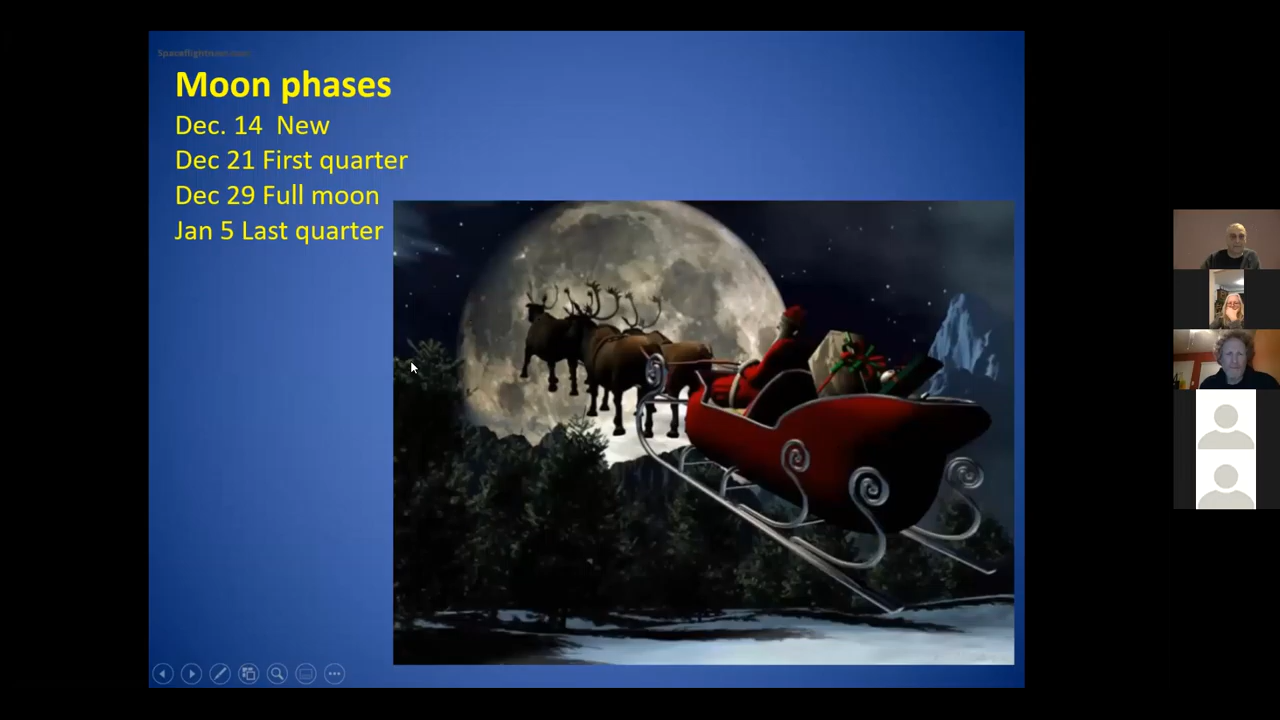 Moon phases
Dec. 14  New
Dec 21 First quarter
Dec 29 Full moon
Jan 5 Last quarter